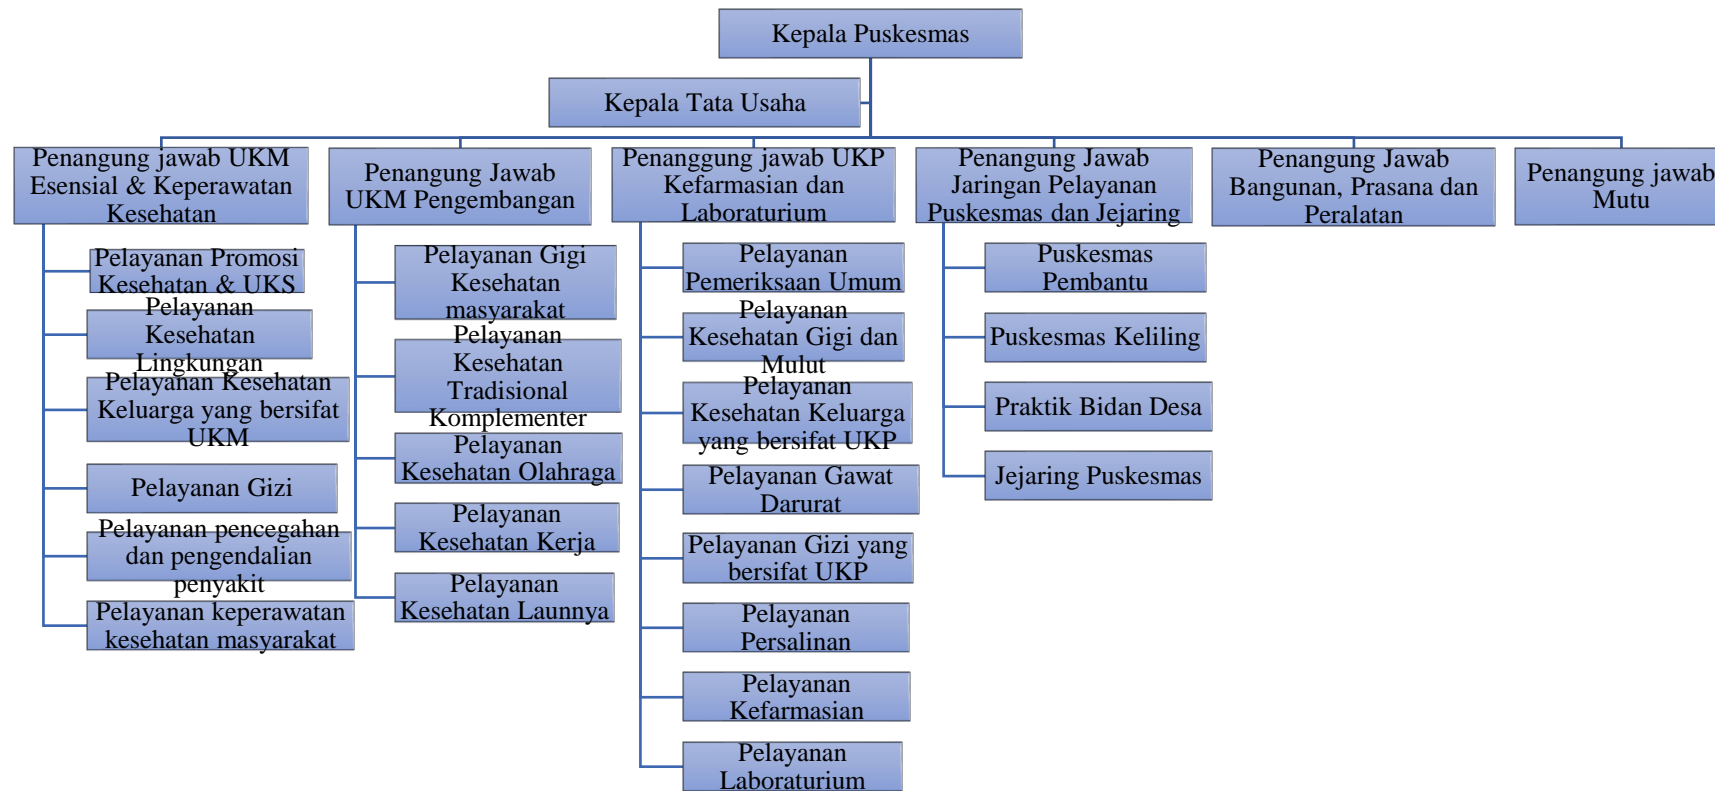 Kepala Puskesmas
Kepala Tata Usaha
Penangung jawab UKM
Esensial & Keperawatan
Kesehatan
Pelayanan Promosi
Kesehatan & UKS
Pelayanan
Kesehatan
Lingkungan
Pelayanan Kesehatan
Keluarga yang bersifat
UKM
Pelayanan Gizi
Pelayanan pencegahan
dan pengendalian
penyakit
Pelayanan keperawatan
kesehatan masyarakat
Penangung Jawab
UKM Pengembangan
Pelayanan Gigi
Kesehatan
masyarakat
Pelayanan
Kesehatan
Tradisional
Komplementer
Pelayanan
Kesehatan Olahraga
Pelayanan
Kesehatan Kerja
Pelayanan
Kesehatan Launnya
Penanggung jawab UKP
Kefarmasian dan
Laboraturium
Pelayanan
Pemeriksaan Umum
Pelayanan
Kesehatan Gigi dan
Mulut
Pelayanan
Kesehatan Keluarga
yang bersifat UKP
Pelayanan Gawat
Darurat
Pelayanan Gizi yang
bersifat UKP
Pelayanan
Persalinan
Pelayanan
Kefarmasian
Pelayanan
Laboraturium
Penangung Jawab
Jaringan Pelayanan
Puskesmas dan Jejaring
Puskesmas
Pembantu
Puskesmas Keliling
Praktik Bidan Desa
Jejaring Puskesmas
Penangung Jawab
Bangunan, Prasana dan
Peralatan
Penangung jawab
Mutu